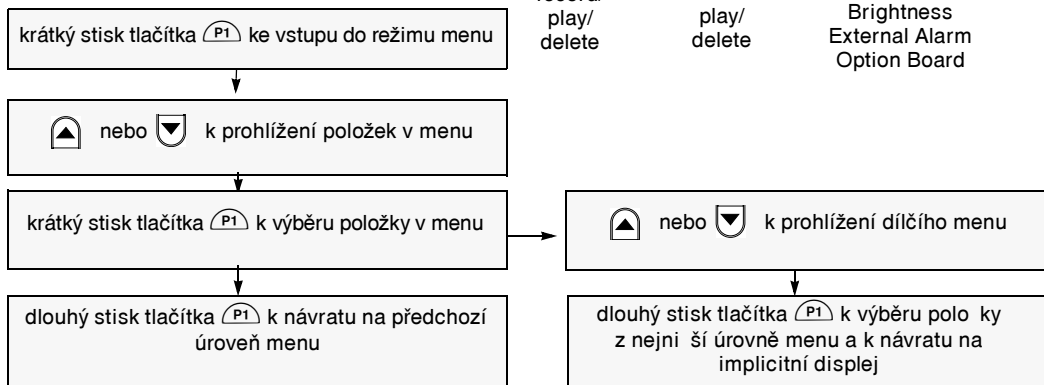 play/
delete
play/
delete
Brightness
External Alarm
Option Board
krátký stisk tlačítka P1 ke vstupu do režimu menu
nebo k prohlížení položek v menu
krátký stisk tlačítka P1 k výběru položky v menu
nebo k prohlížení dílčího menu
dlouhý stisk tlačítka P1 k návratu na předchozí
úroveň menu
dlouhý stisk tlačítka P1 k výběru polo ky
z nejni ší úrovně menu a k návratu na
implicitní displej